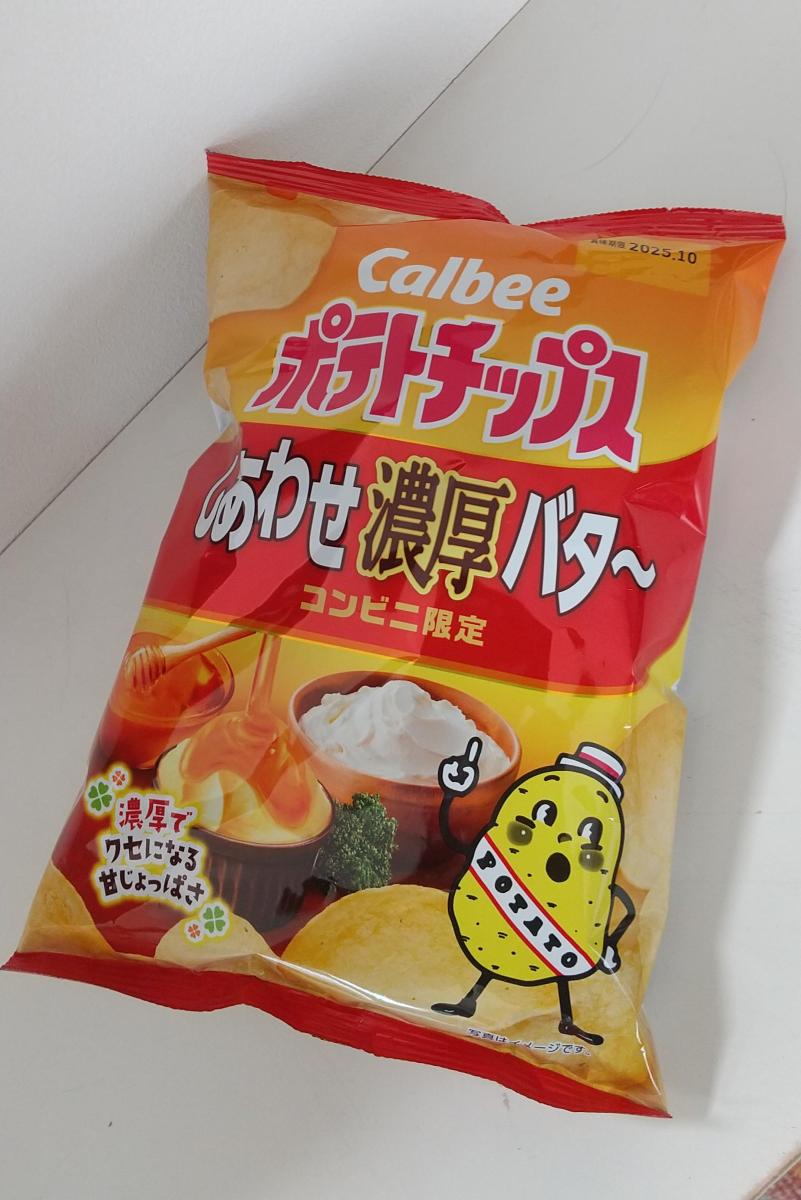 賞味期限 2025.10
Calbee
ポテトチップス
しあわせ濃厚バタ〜
コンビニ限定
濃厚で
クセになる
甘じょっぱさ
POTATO
写真はイメージです。